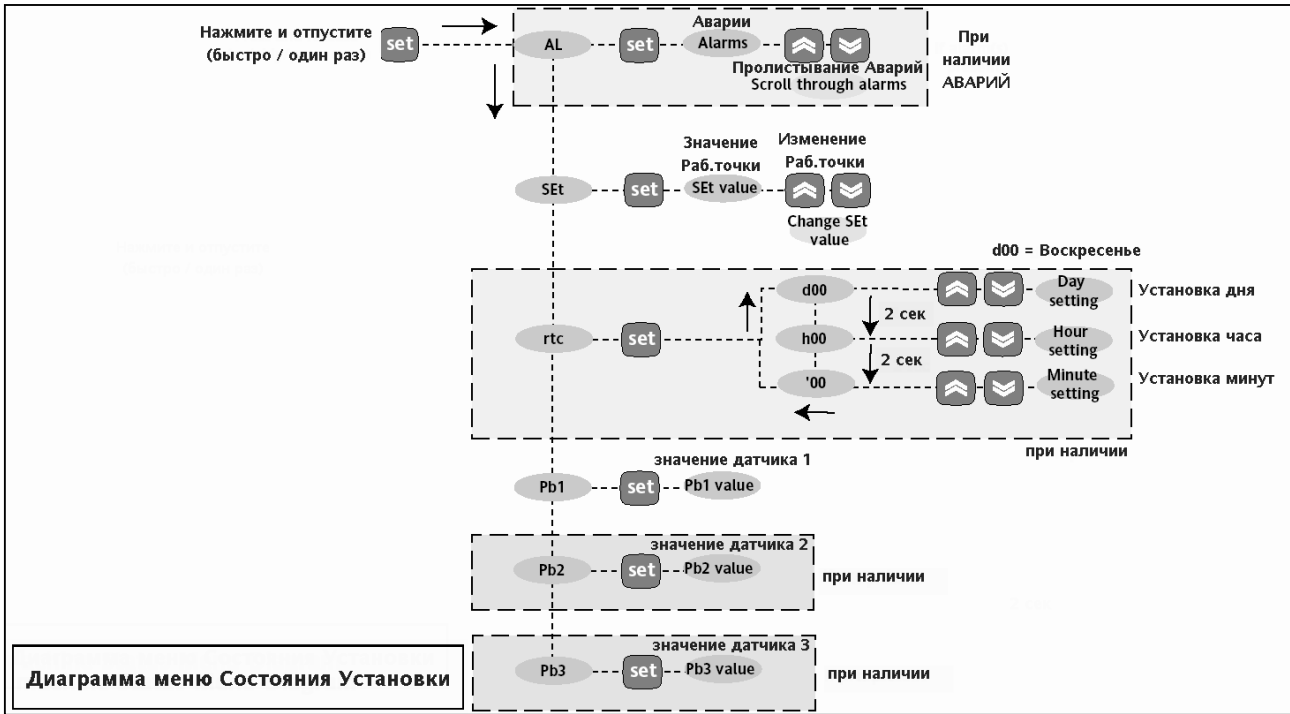 Нажмите и отпустите
(быстро / один раз)
set
AL
set
Аварии
Alarms
Пролистывание Аварий
Scroll through alarms
При
наличии
АВАРИЙ
Значение
Раб.точки
Изменение
Раб.точки
SEt
set
SEt value
Change SEt
value
d00 = Воскресенье
d00
Day
setting
Установка дня
2 сек
rtc
set
h00
Hour
setting
Установка часа
2 сек
'00
Minute
setting
Установка минут
при наличии
значение датчика 1
Pb1
set
Pb1 value
значение датчика 2
Pb2
set
Pb2 value
при наличии
значение датчика 3
Pb3
set
Pb3 value
при наличии
Диаграмма меню Состояния Установки